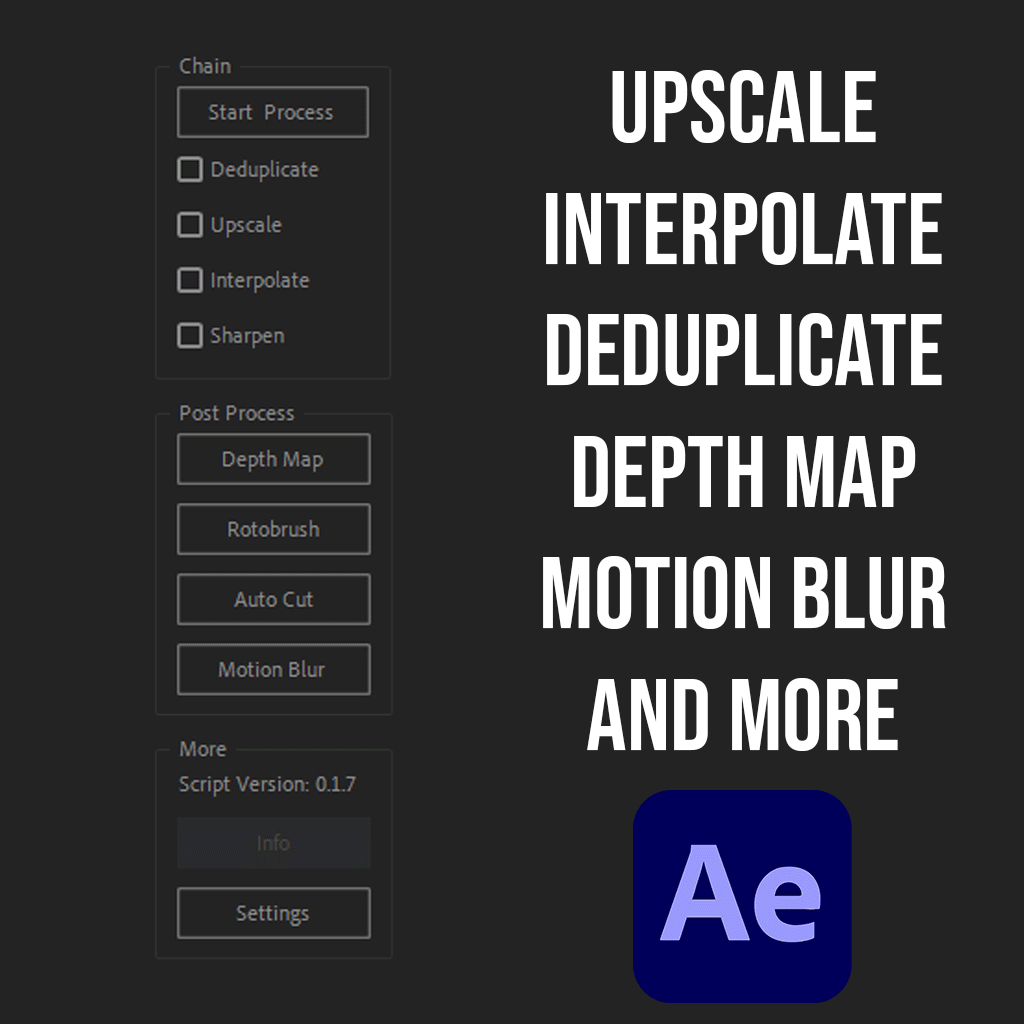 Chain
Start Process
Deduplicate
Upscale
Interpolate
Sharpen
Post Process
Depth Map
Rotobrush
Auto Cut
Motion Blur
More
Script Version: 0.1.7
Info
Settings
UPSCALE
INTERPOLATE
DEDUPLICATE
DEPTH MAP
MOTION BLUR
AND MORE
Ae